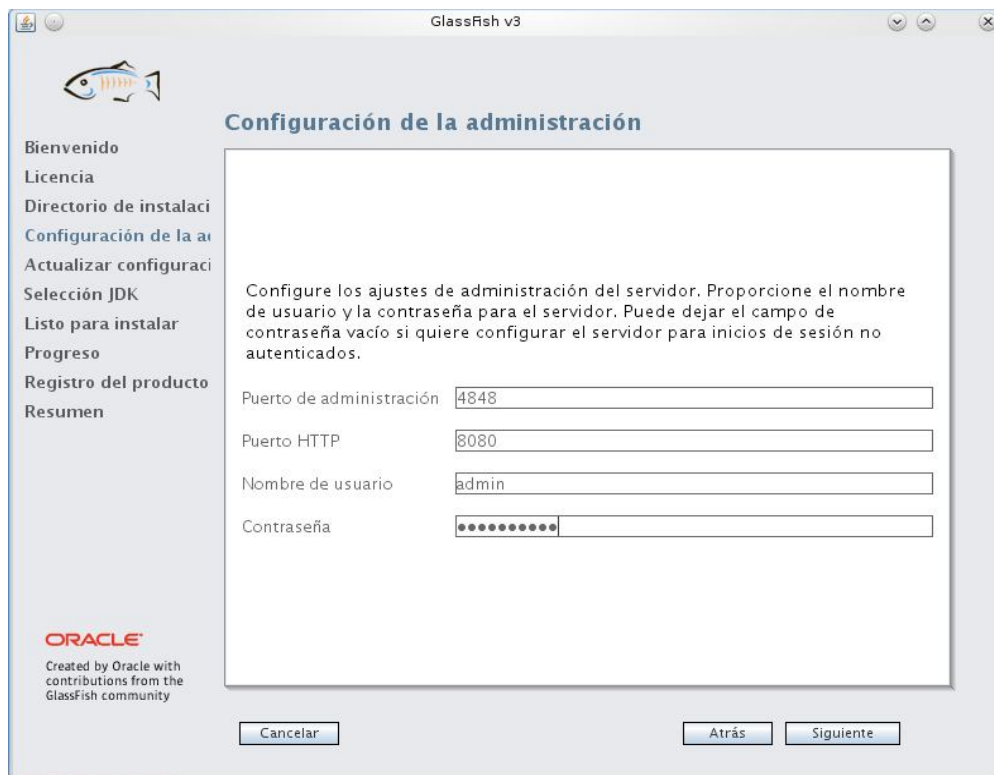 GlassFish v3
Bienvenido
Licencia
Directorio de instalaci
Configuración de la a
Actualizar configuraci
Selección JDK
Listo para instalar
Progreso
Registro del producto
Resumen
Configuración de la administración
Configure los ajustes de administración del servidor. Proporcione el nombre
de usuario y la contraseña para el servidor. Puede dejar el campo de
contraseña vacío si quiere configurar el servidor para inicios de sesión no
autenticados.
Puerto de administración 4848
Puerto HTTP 8080
Nombre de usuario admin
Contraseña ●●●●●●●●●●
ORACLE
Created by Oracle with
contributions from the
GlassFish community
Cancelar Atrás Siguiente